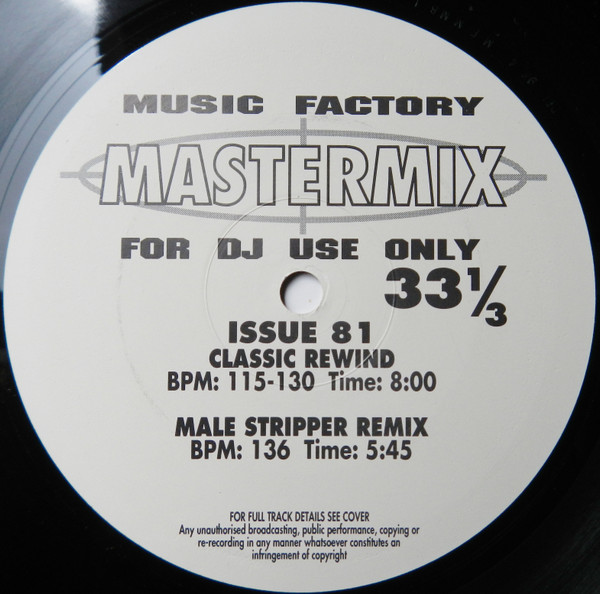 MUSIC FACTORY
MASTERMIX
FOR DJ USE ONLY
33⅓
ISSUE 81
CLASSIC REWIND
BPM: 115-130 Time: 8:00
MALE STRIPPER REMIX
BPM: 136 Time: 5:45
FOR FULL TRACK DETAILS SEE COVER
Any unauthorised broadcasting, public performance, copying or
re-recording in any manner whatsoever constitutes an
infringement of copyright